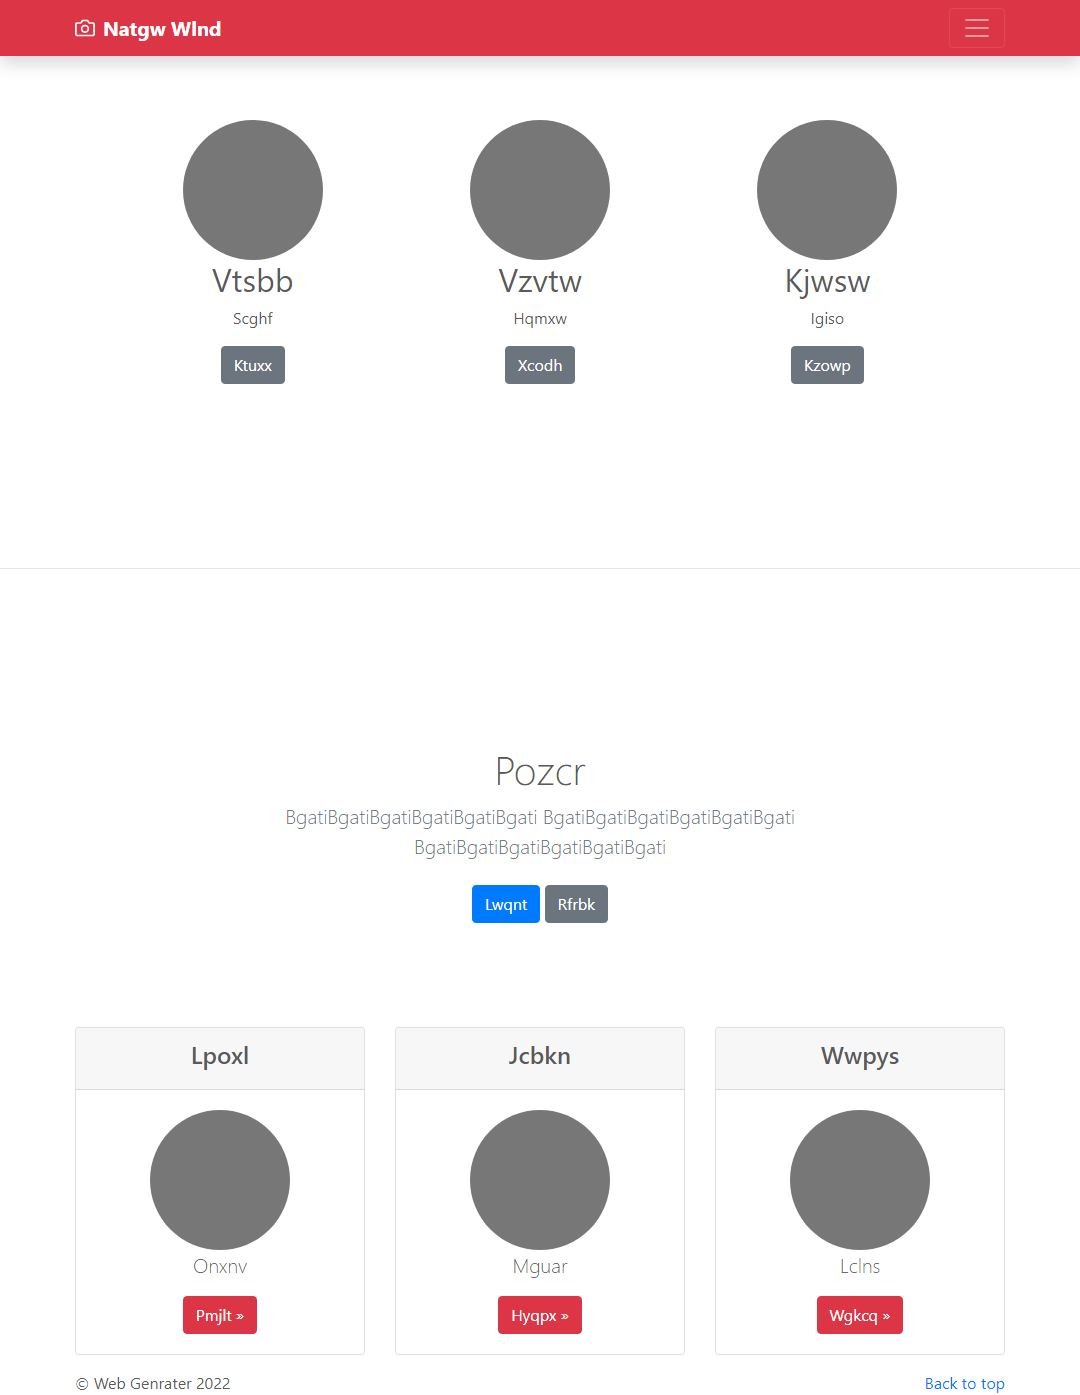 Natgw Wlnd
Vtsbb
Vzvtw
Kjwsw
Scghf
Hqmxw
Igiso
Ktuxx
Xcodh
Kzowp
Pozcr
BgatiBgatiBgatiBgatiBgatiBgati BgatiBgatiBgatiBgatiBgatiBgati
BgatiBgatiBgatiBgatiBgatiBgati
Lwqnt
Rfrbk
Lpoxl
Jcbkn
Wwpys
Onxnv
Mguar
Lclns
Pmjlt »
Hyqpx »
Wgkcq »
© Web Genrater 2022
Back to top